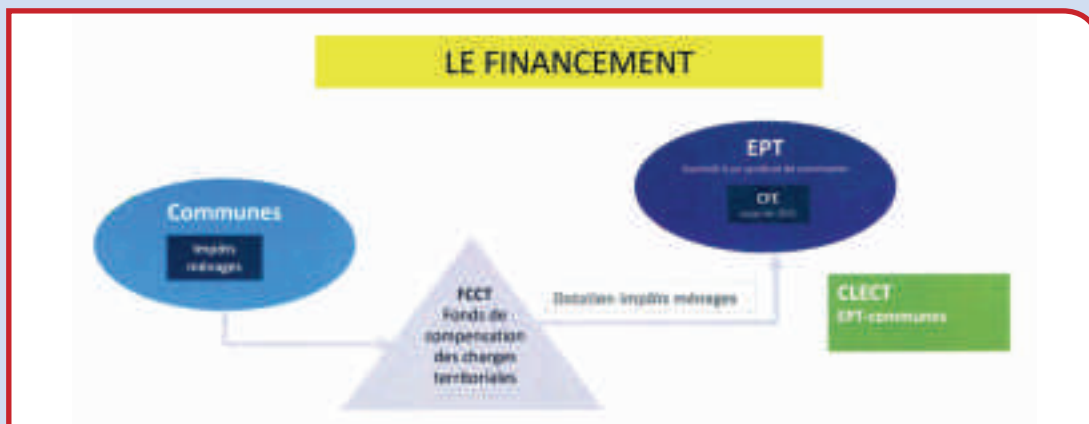 LE FINANCEMENT
EPT
CFE
Communes
Impôts
ménages
FCCT
Fonds de
compensation
des charges
territoriales
Dotation impôts ménages
CLECT
EPT-communes